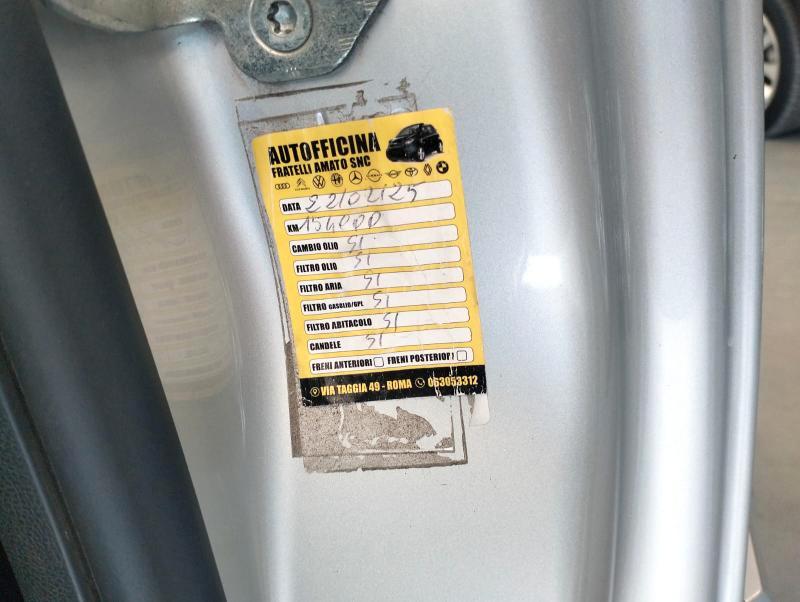 AUTOFFICINA
FRATELLI AMATO SNC
DATA 22/02/25
KM 154000
CAMBIO OLIO SI
FILTRO OLIO SI
FILTRO ARIA SI
FILTRO GASOLIO/GPL SI
FILTRO ABITACOLO SI
CANDELE SI
FRENI ANTERIORI FRENI POSTERIORI
VIA TAGGIA 49 - ROMA 063053312